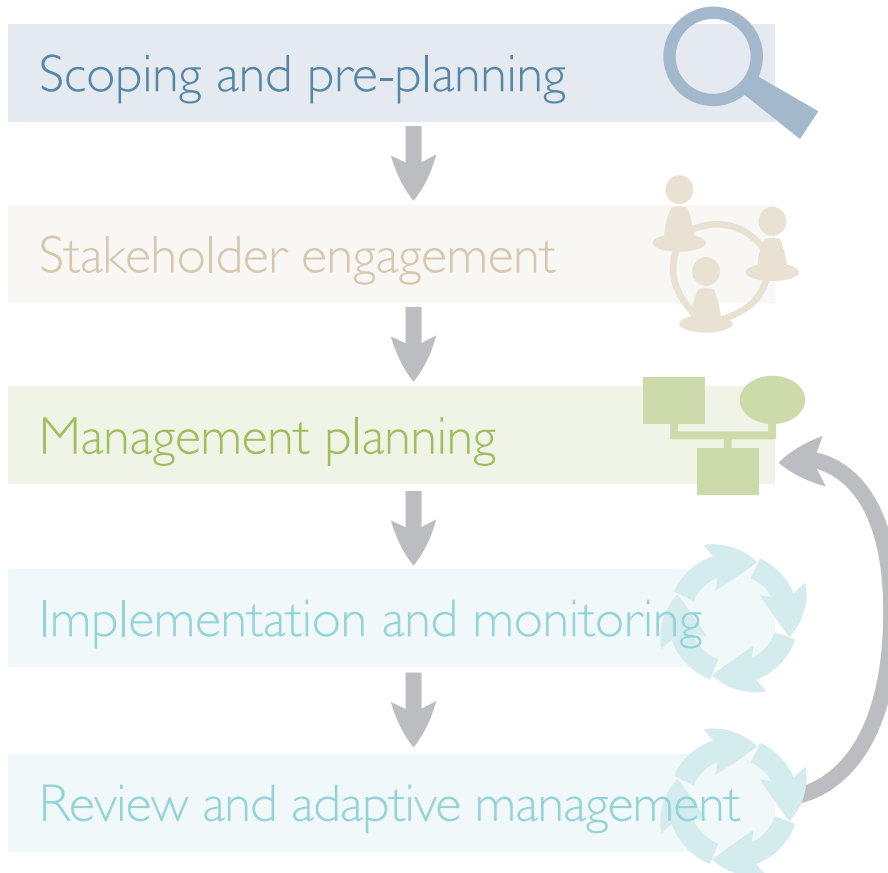 Scoping and pre-planning
Stakeholder engagement
Management planning
Implementation and monitoring
Review and adaptive management